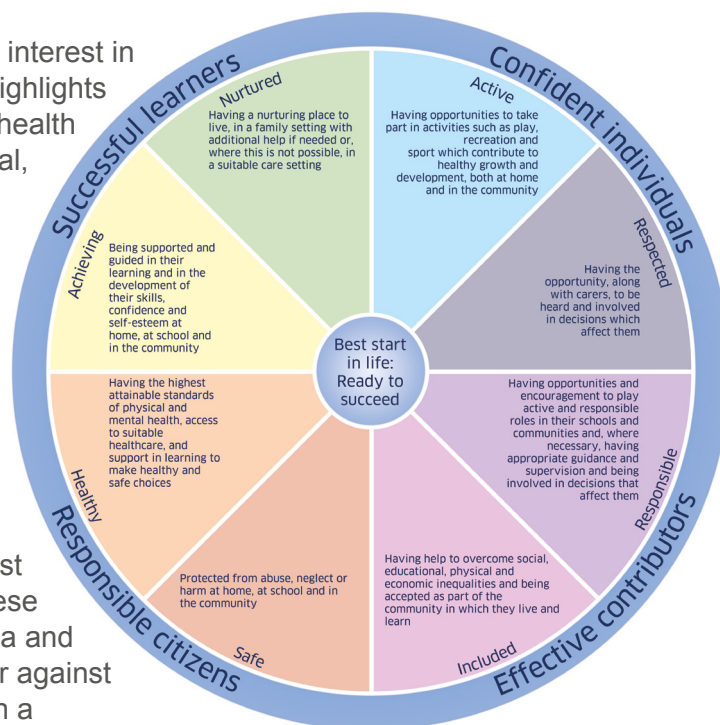 interest in
ighlights
health
al,
st
ese
a and
r against
n a
Successful learners
Confident individuals
Nurtured
Having a nurturing place to
live, in a family setting with
additional help if needed or,
where this is not possible, in
a suitable care setting
Active
Having opportunities to take
part in activities such as play,
recreation and
sport which contribute to
healthy growth and
development, both at home
and in the community
Achieving
Being supported and
guided in their
learning and in the
development of
their skills,
confidence and
self-esteem at
home, at school and
in the community
Respected
Having the
opportunity, along
with carers, to be
heard and involved
in decisions which
affect them
Best start
in life:
Ready to
succeed
Healthy
Having the highest
attainable standards
of physical and
mental health, access
to suitable
healthcare, and
support in learning to
make healthy and
safe choices
Responsible
Having opportunities and
encouragement to play
active and responsible
roles in their schools and
communities and, where
necessary, having
appropriate guidance and
supervision and being
involved in decisions that
affect them
Safe
Protected from abuse, neglect or
harm at home, at school and in
the community
Included
Having help to overcome social,
educational, physical and
economic inequalities and being
accepted as part of the
community in which they live and
learn
Responsible citizens
Effective contributors